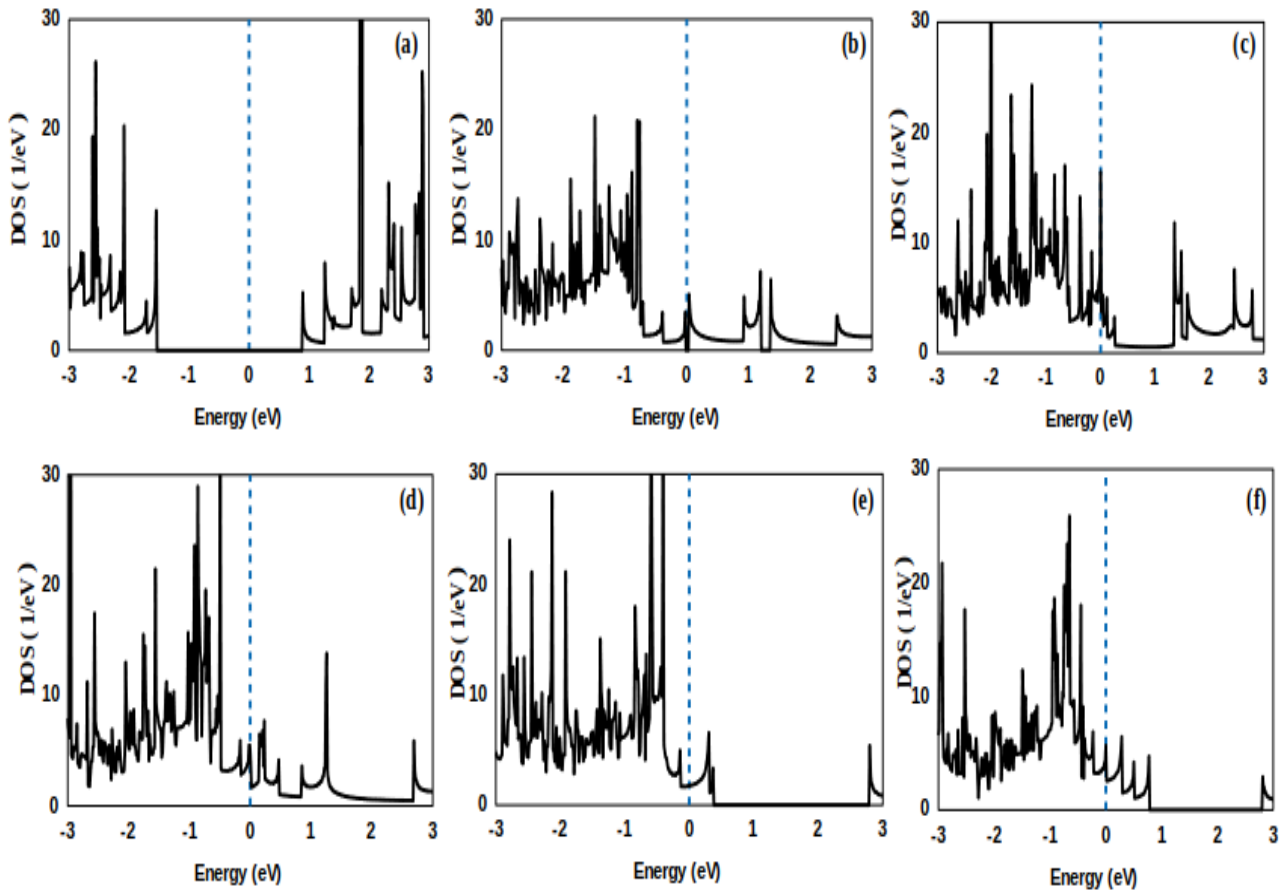 30 30 30
(a) (b) (c)
DOS ( 1/eV) DOS ( 1/eV) DOS ( 1/eV)
20 20 20
10 10 10
0 0 0
-3 -2 -1 0 1 2 3 -3 -2 -1 0 1 2 3 -3 -2 -1 0 1 2 3
Energy (eV) Energy (eV) Energy (eV)
30 30 30
(d) (e) (f)
DOS ( 1/eV) DOS ( 1/eV) DOS ( 1/eV)
20 20 20
10 10 10
0 0 0
-3 -2 -1 0 1 2 3 -3 -2 -1 0 1 2 3 -3 -2 -1 0 1 2 3
Energy (eV) Energy (eV) Energy (eV)